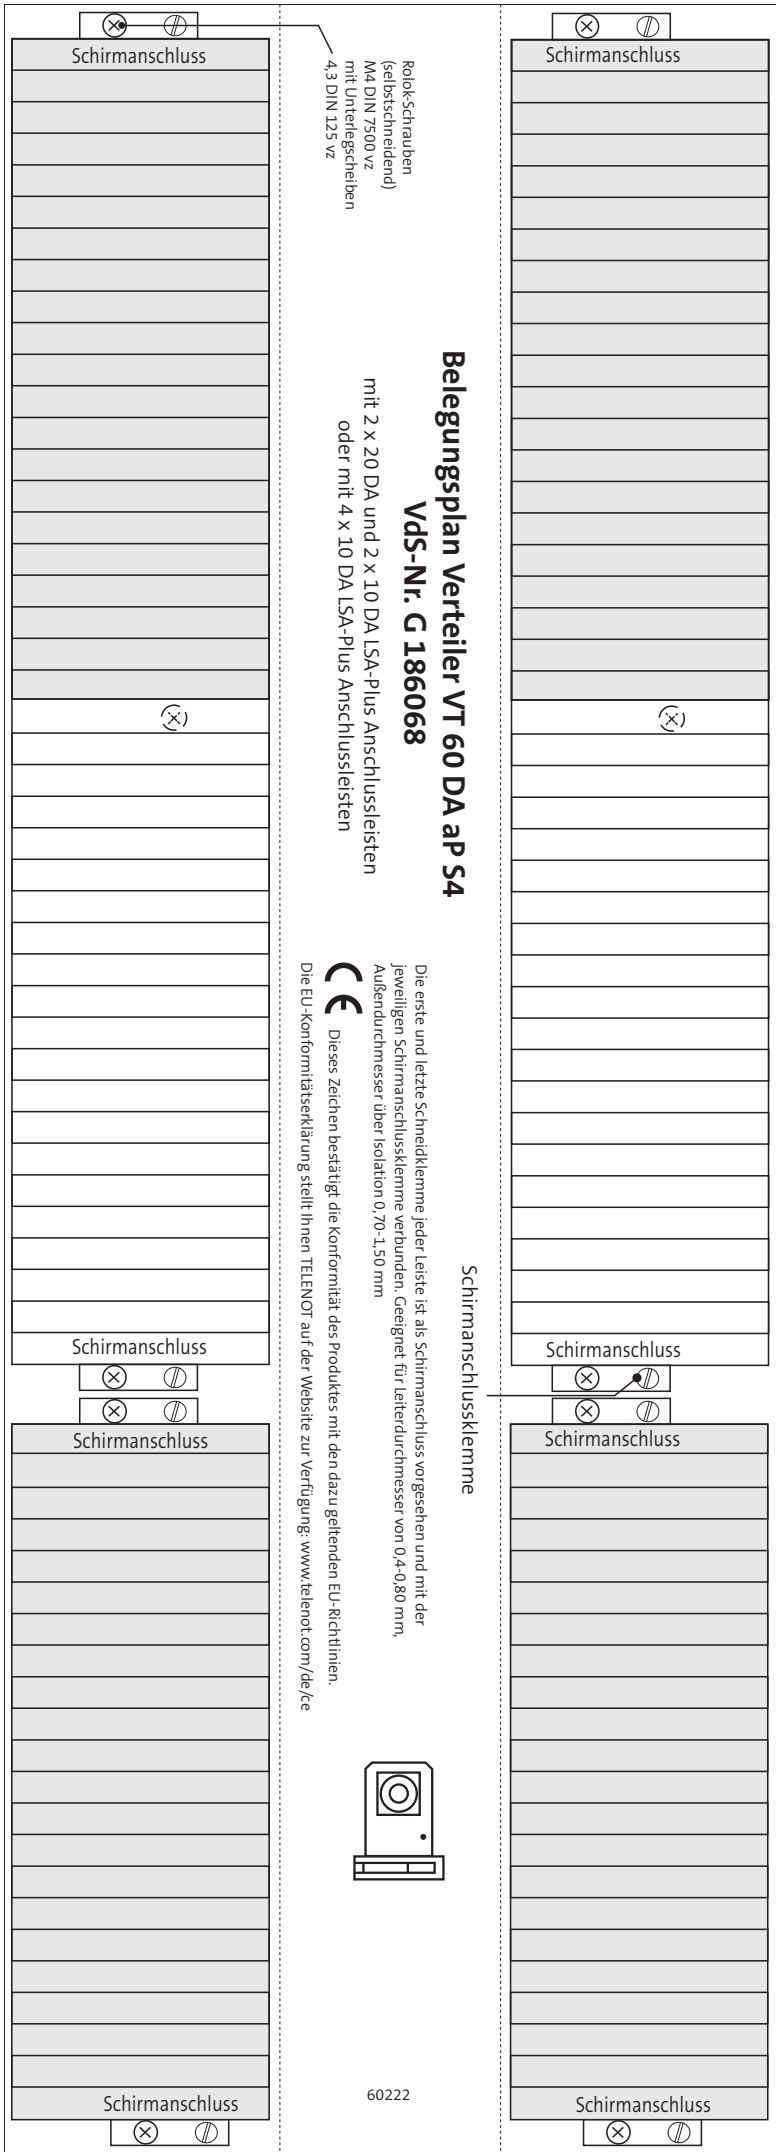 Schirmanschluss
Schirmanschluss
Rolok-Schrauben
(selbstschneidend)
M4 DIN 7500 vz
mit Unterlegscheiben
4,3 DIN 125 vz
Belegungsplan Verteiler VT 60 DA aP S4
VdS-Nr. G 186068
mit 2 x 20 DA und 2 x 10 DA LSA-Plus Anschlussleisten
oder mit 4 x 10 DA LSA-Plus Anschlussleisten
Die erste und letzte Schneidklemme jeder Leiste ist als Schirmanschluss vorgesehen und mit der
jeweiligen Schirmanschlussklemme verbunden. Geeignet für Leiterdurchmesser von 0,4-0,80 mm,
Außendurchmesser über Isolation 0,70-1,50 mm
CE Dieses Zeichen bestätigt die Konformität des Produktes mit den dazu geltenden EU-Richtlinien.
Die EU-Konformitätserklärung stellt Ihnen TELENOT auf der Website zur Verfügung: www.telenot.com/de/ce
Schirmanschlussklemme
Schirmanschluss
Schirmanschluss
Schirmanschluss
Schirmanschluss
60222
Schirmanschluss
Schirmanschluss